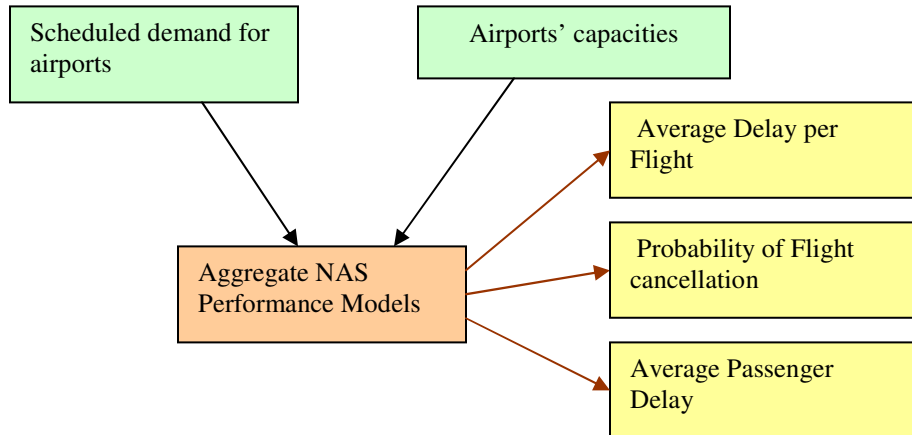 Scheduled demand for
airports
Airports’ capacities
Average Delay per
Flight
Probability of Flight
cancellation
Aggregate NAS
Performance Models
Average Passenger
Delay